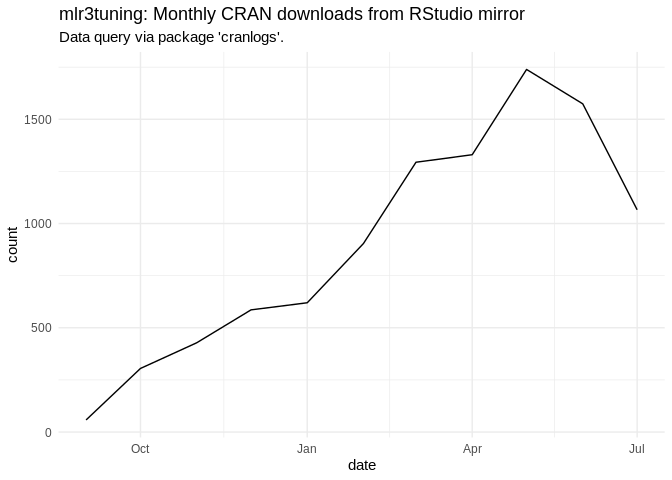 mlr3tuning: Monthly CRAN downloads from RStudio mirror
Data query via package 'cranlogs'.
count
1500
1000
500
0
Oct Jan Apr Jul
date